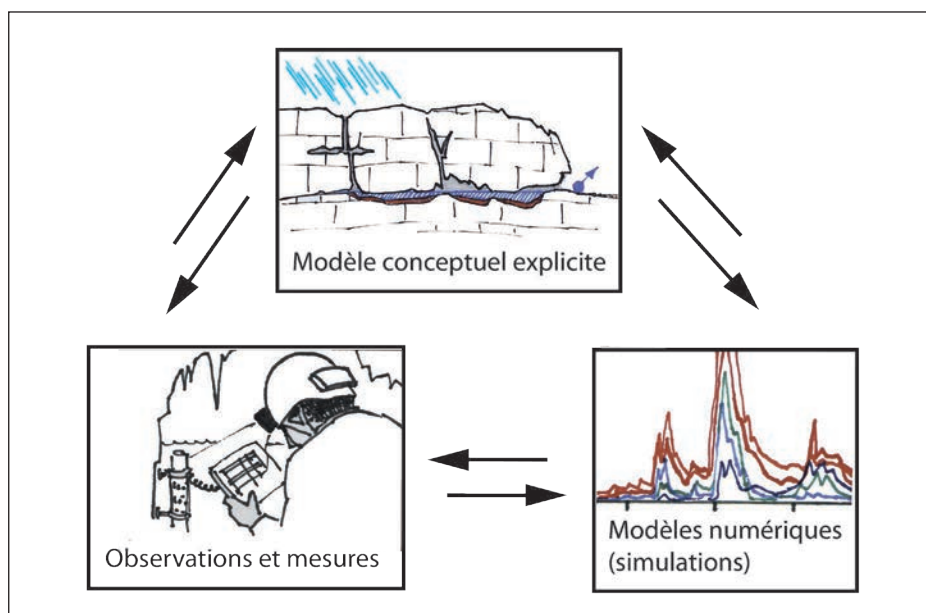 Modèle conceptuel explicite
Observations et mesures
Modèles numériques
(simulations)